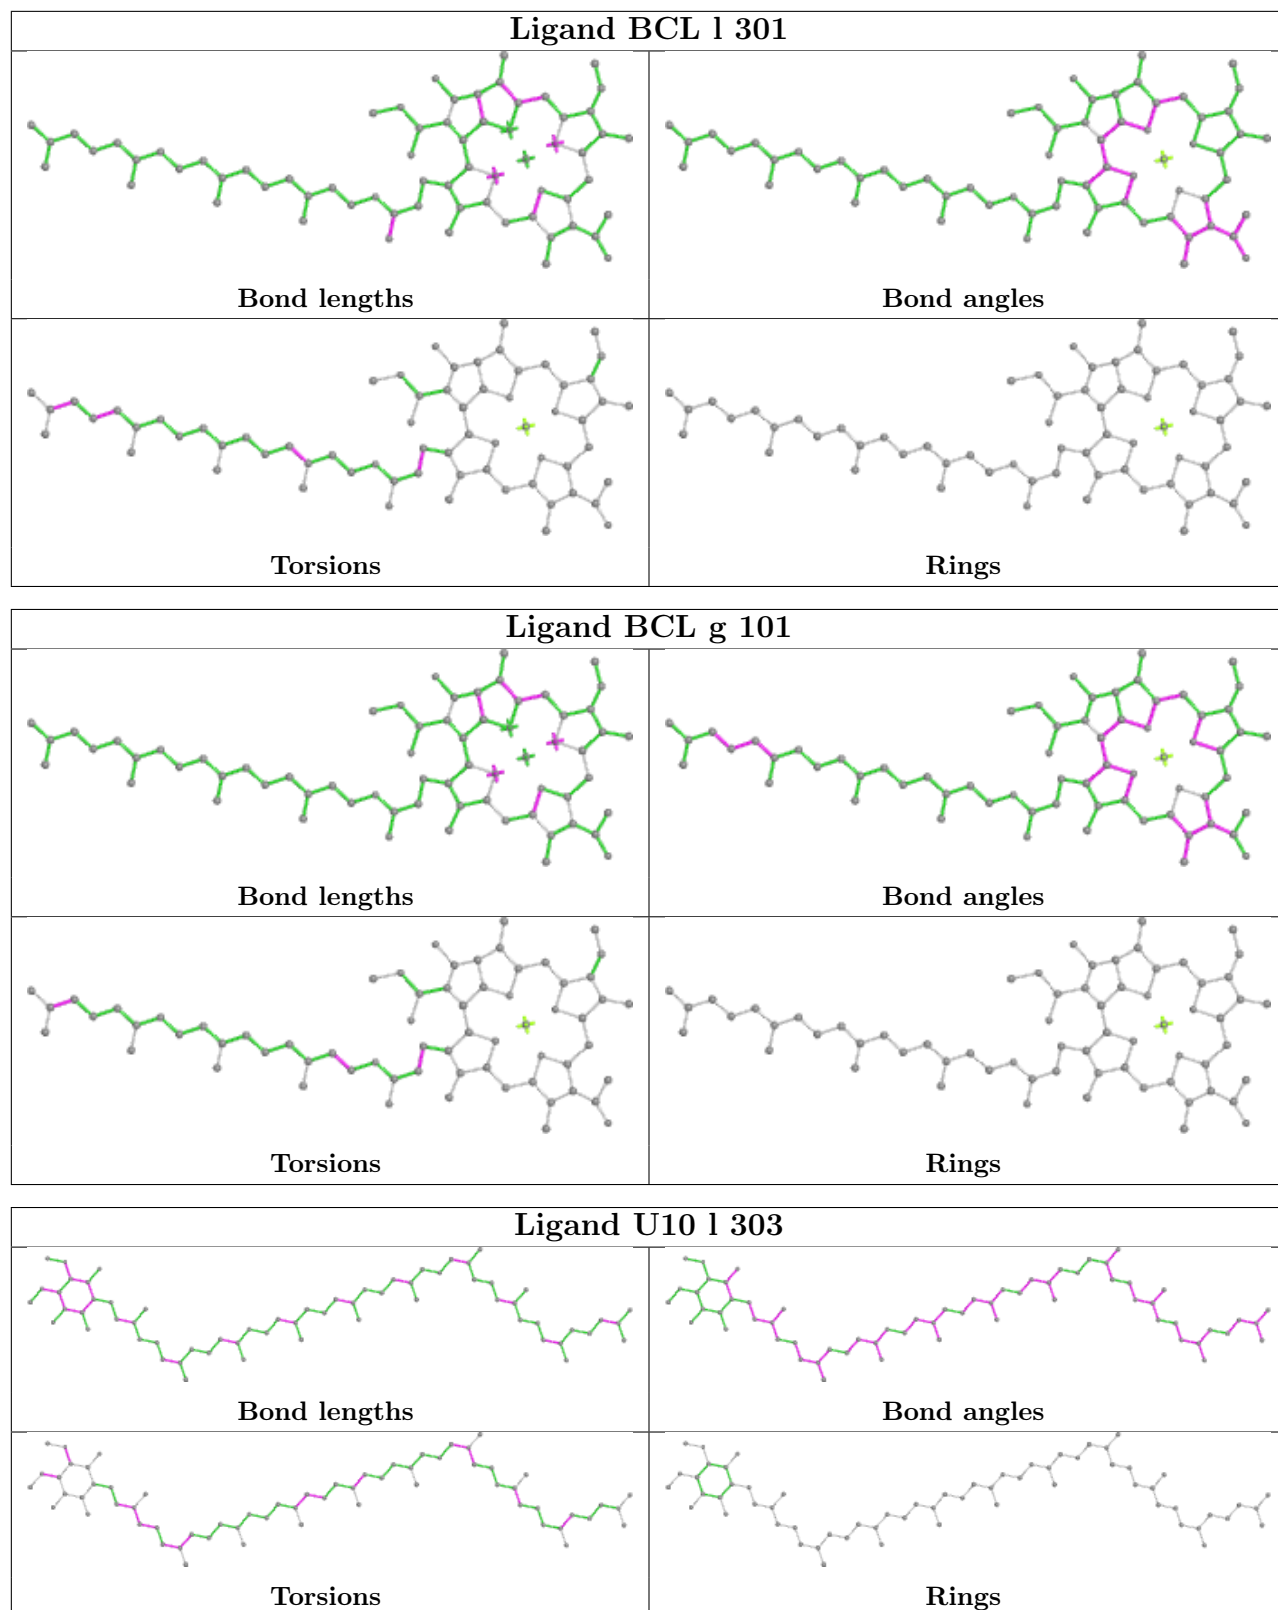 Ligand BCL l 301
Bond lengths
Bond angles
Torsions
Rings
Ligand BCL g 101
Bond lengths
Bond angles
Torsions
Rings
Ligand U10 l 303
Bond lengths
Bond angles
Torsions
Rings